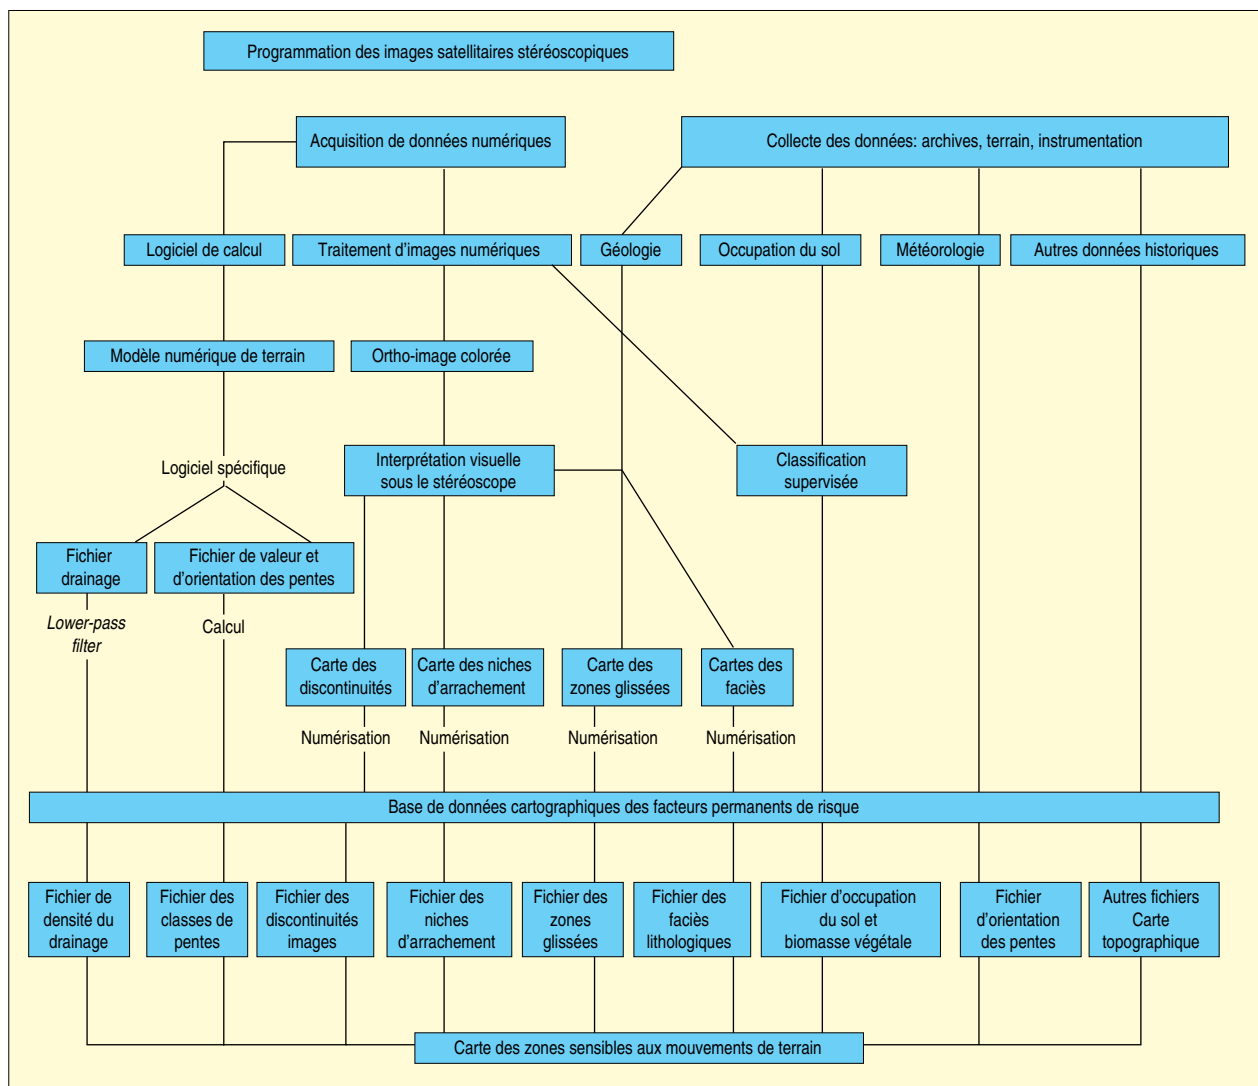 Programmation des images satellitaires stéréoscopiques
Acquisition de données numériques
Collecte des données: archives, terrain, instrumentation
Logiciel de calcul
Traitement d'images numériques
Géologie
Occupation du sol
Météorologie
Autres données historiques
Modèle numérique de terrain
Ortho-image colorée
Logiciel spécifique
Interprétation visuelle
sous le stéréoscope
Classification
supervisée
Fichier
drainage
Fichier de valeur et
d'orientation des pentes
Lower-pass
filter
Calcul
Carte des
discontinuités
Carte des niches
d'arrachement
Carte des
zones glissées
Cartes des
faciès
Numérisation
Numérisation
Numérisation
Numérisation
Base de données cartographiques des facteurs permanents de risque
Fichier de
densité du
drainage
Fichier des
classes de
pentes
Fichier des
discontinuités
images
Fichier des
niches
d'arrachement
Fichier des
zones
glissées
Fichier des
faciès
lithologiques
Fichier d'occupation
du sol et
biomasse végétale
Fichier
d'orientation
des pentes
Autres fichiers
Carte
topographique
Carte des zones sensibles aux mouvements de terrain